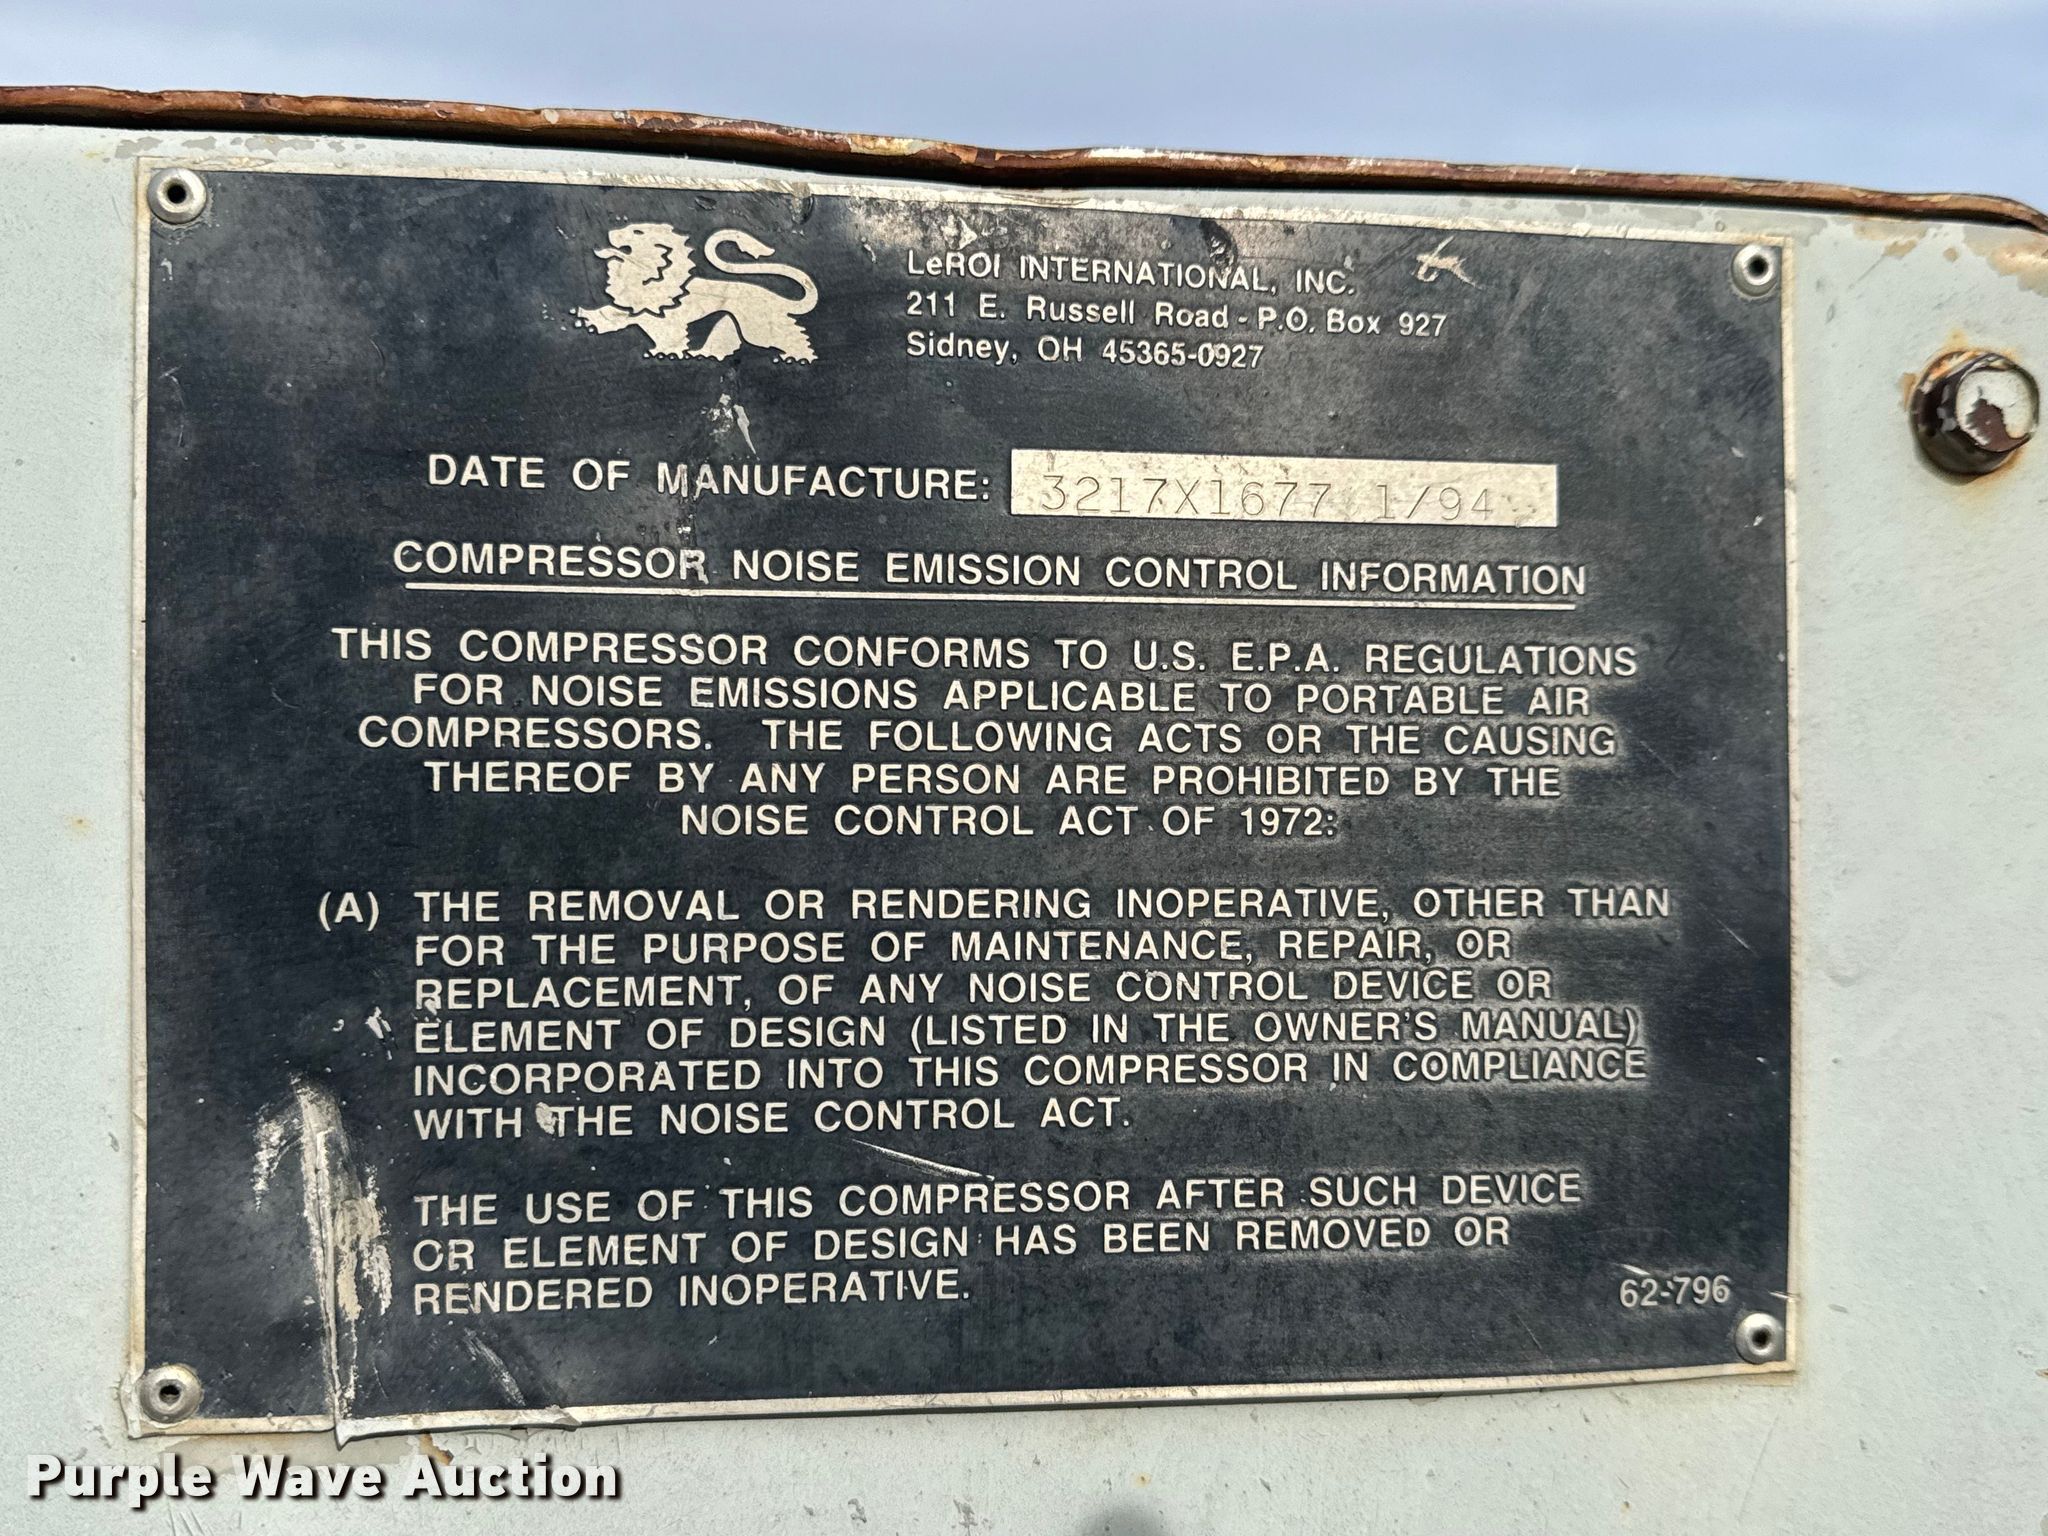 LeROI INTERNATIONAL, INC.
211 E. Russell Road - P.O. Box 927
Sidney, OH 45365-0927
DATE OF MANUFACTURE: 3217X1677 1/94
COMPRESSOR NOISE EMISSION CONTROL INFORMATION
THIS COMPRESSOR CONFORMS TO U.S. E.P.A. REGULATIONS
FOR NOISE EMISSIONS APPLICABLE TO PORTABLE AIR
COMPRESSORS. THE FOLLOWING ACTS OR THE CAUSING
THEREOF BY ANY PERSON ARE PROHIBITED BY THE
NOISE CONTROL ACT OF 1972:
(A) THE REMOVAL OR RENDERING INOPERATIVE, OTHER THAN
FOR THE PURPOSE OF MAINTENANCE, REPAIR, OR
REPLACEMENT, OF ANY NOISE CONTROL DEVICE OR
ELEMENT OF DESIGN (LISTED IN THE OWNER'S MANUAL)
INCORPORATED INTO THIS COMPRESSOR IN COMPLIANCE
WITH THE NOISE CONTROL ACT.
THE USE OF THIS COMPRESSOR AFTER SUCH DEVICE
OR ELEMENT OF DESIGN HAS BEEN REMOVED OR
RENDERED INOPERATIVE.
62-796
Purple Wave Auction